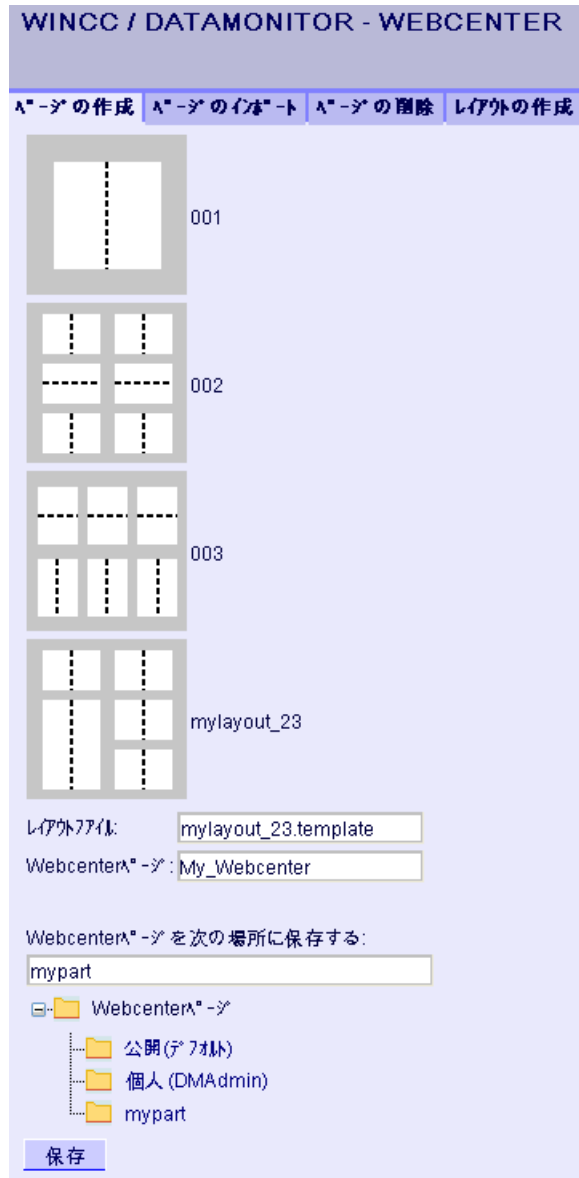 WINCC / DATAMONITOR - WEBCENTER
ﾍﾟｰｼﾞの作成 ﾍﾟｰｼﾞのｲﾝﾎﾟｰﾄ ﾍﾟｰｼﾞの削除 ﾚｲｱｳﾄの作成
001
002
003
mylayout_23
ﾚｲｱｳﾄﾌｱｲﾙ: mylayout_23.template
Webcenterﾍﾟｰｼﾞ: My_Webcenter
Webcenterﾍﾟｰｼﾞを次の場所に保存する:
mypart
Webcenterﾍﾟｰｼﾞ
公開(ﾃﾞﾌｫﾙﾄ)
個人 (DMAdmin)
mypart
保存